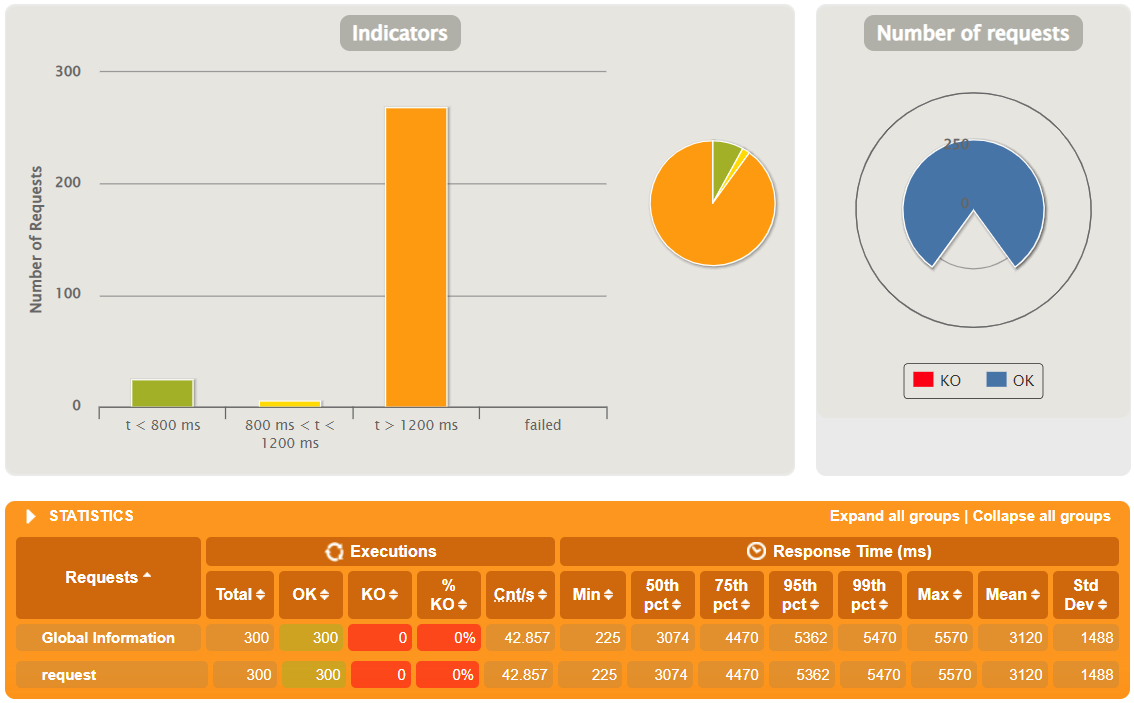 Indicators
Number of Requests
300
200
100
0
t < 800 ms
800 ms < t <
1200 ms
t > 1200 ms
failed
Number of requests
250
0
KO OK
STATISTICS
Expand all groups | Collapse all groups
Requests
Executions
Response Time (ms)
Total OK KO % KO Cnt/s Min 50th pct 75th pct 95th pct 99th pct Max Mean Std Dev
Global Information 300 300 0 0% 42.857 225 3074 4470 5362 5470 5570 3120 1488
request 300 300 0 0% 42.857 225 3074 4470 5362 5470 5570 3120 1488